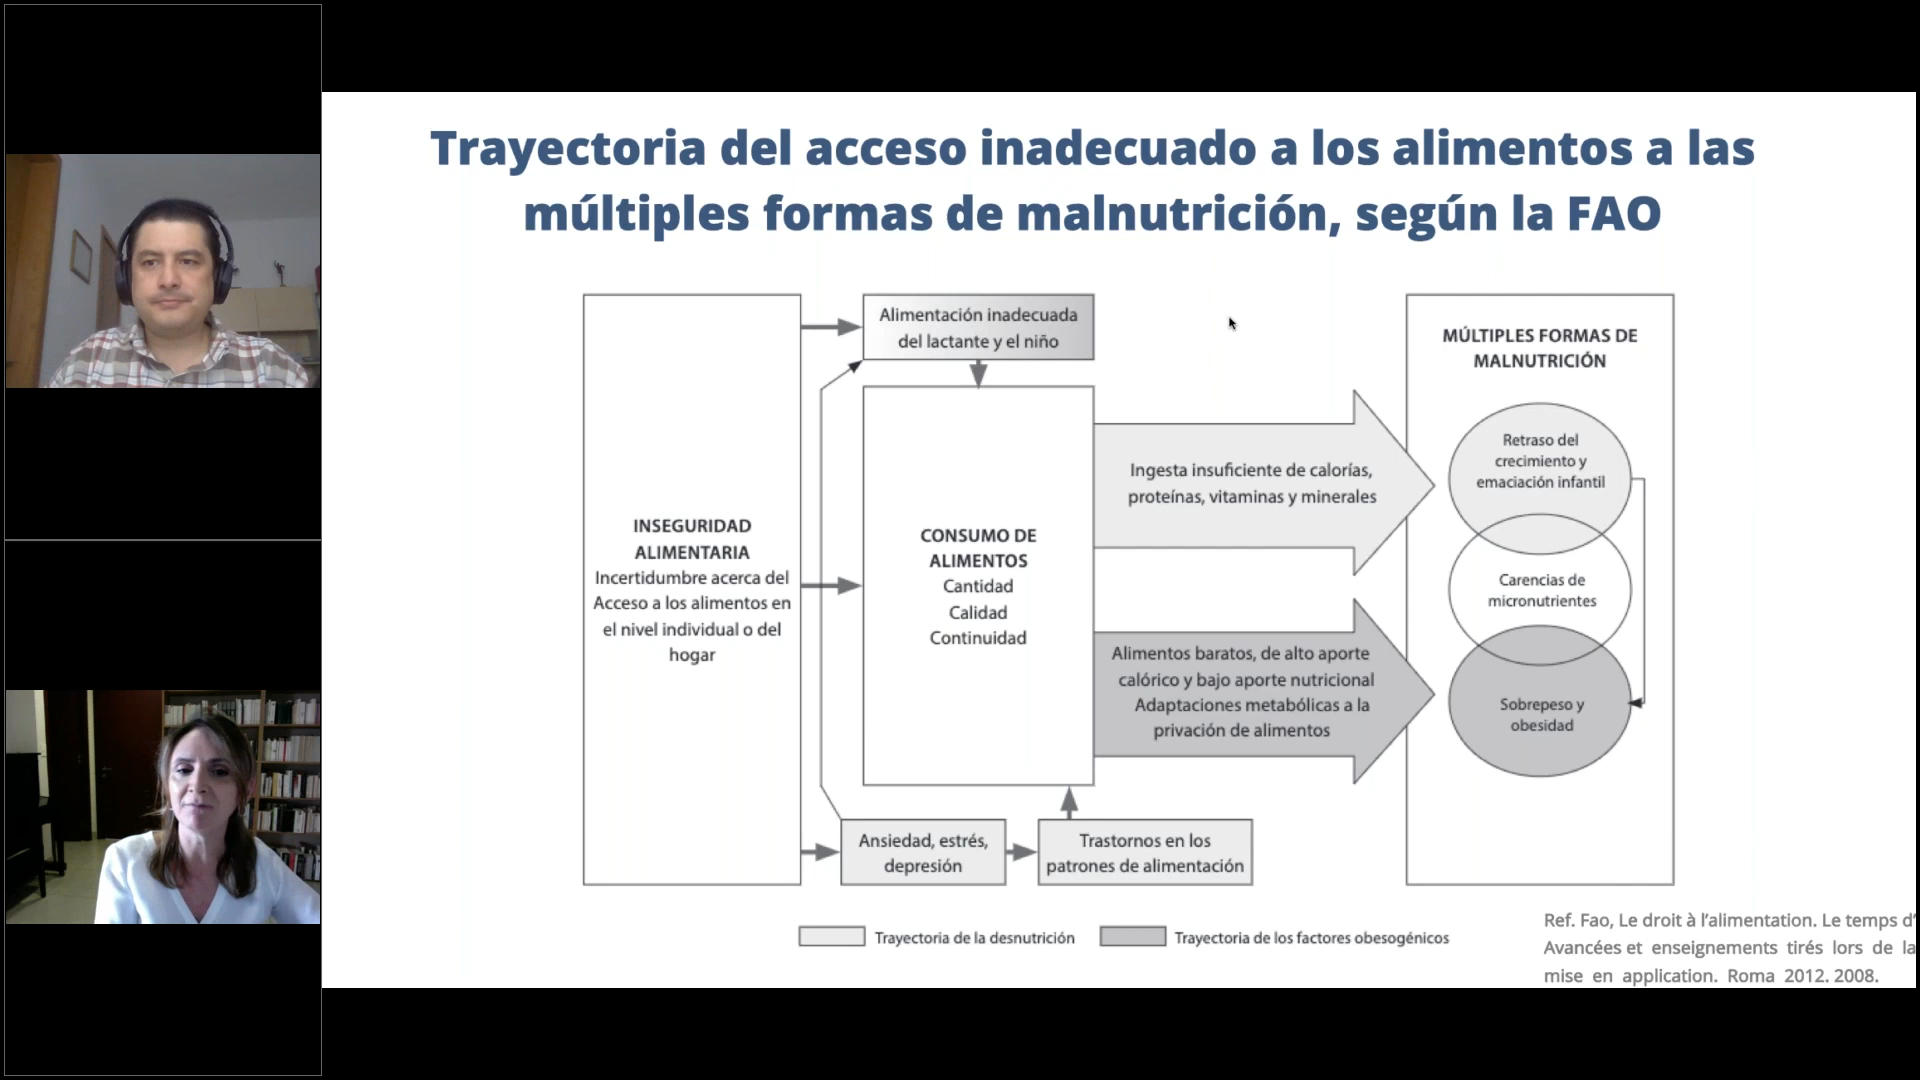 Trayectoria del acceso inadecuado a los alimentos a las
múltiples formas de malnutrición, según la FAO
INSEGURIDAD
ALIMENTARIA
Incertidumbre acerca del
Acceso a los alimentos en
el nivel individual o del
hogar
Alimentación inadecuada
del lactante y el niño
CONSUMO DE
ALIMENTOS
Cantidad
Calidad
Continuidad
Ansiedad, estrés,
depresión
Trastornos en los
patrones de alimentación
Ingesta insuficiente de calorías,
proteínas, vitaminas y minerales
Alimentos baratos, de alto aporte
calórico y bajo aporte nutricional
Adaptaciones metabólicas a la
privación de alimentos
MÚLTIPLES FORMAS DE
MALNUTRICIÓN
Retraso del
crecimiento y
emaciación infantil
Carencias de
micronutrientes
Sobrepeso y
obesidad
Trayectoria de la desnutrición
Trayectoria de los factores obesogénicos
Ref. Fao, Le droit à l’alimentation. Le temps d’
Avancées et enseignements tirés lors de la
mise en application. Roma 2012. 2008.